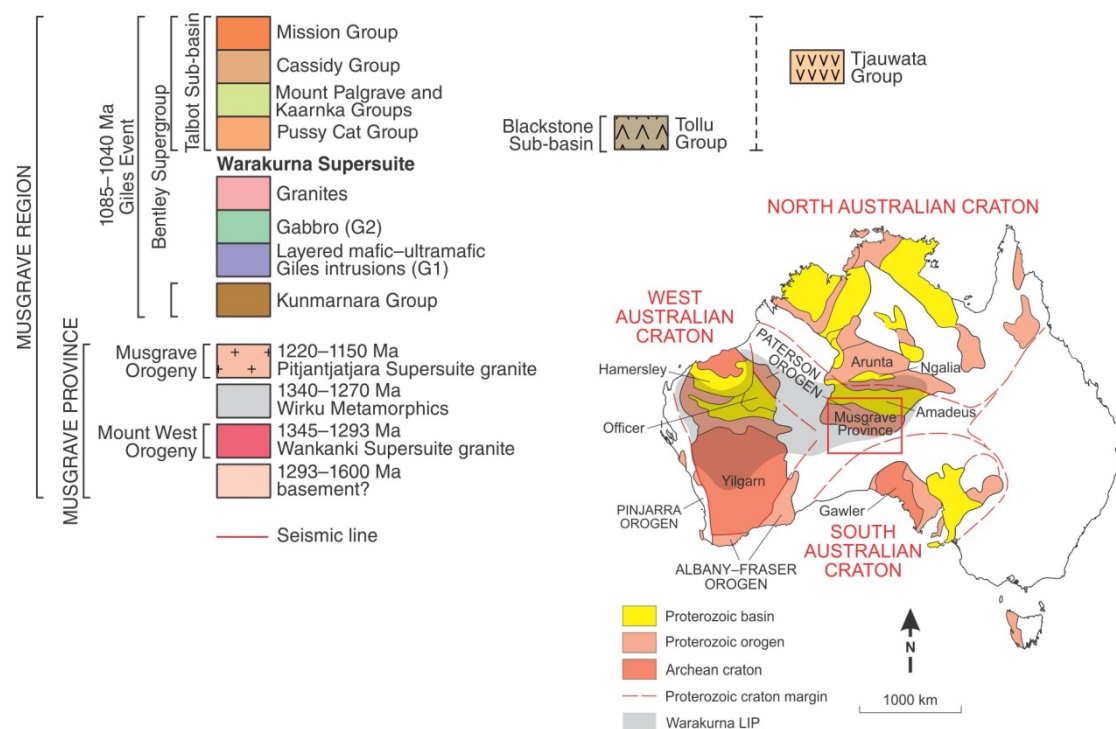 MUSGRAVE REGION
MUSGRAVE PROVINCE
1085–1040 Ma
Giles Event
Bentley Supergroup
Talbot Sub-basin
Mission Group
Cassidy Group
Mount Palgrave and
Kaarnka Groups
Pussy Cat Group
Warakurna Supersuite
Granites
Gabbro (G2)
Layered mafic–ultramafic
Giles intrusions (G1)
Kunmarnara Group
Musgrave
Orogeny
1220–1150 Ma
Pitjantjatjara Supersuite granite
1340–1270 Ma
Wirku Metamorphics
Mount West
Orogeny
1345–1293 Ma
Wankanki Supersuite granite
1293–1600 Ma
basement?
Seismic line
Blackstone
Sub-basin
Tollu
Group
Tjauwata
Group
NORTH AUSTRALIAN CRATON
WEST
AUSTRALIAN
CRATON
PATERSON
OROGEN
Hamersley
Arunta
Ngalia
Officer
Amadeus
Musgrave
Province
Yilgarn
PINJARRA
OROGEN
Gawler
SOUTH
AUSTRALIAN
CRATON
ALBANY–FRASER
OROGEN
Proterozoic basin
Proterozoic orogen
Archean craton
Proterozoic craton margin
Warakurna LIP
N
1000 km